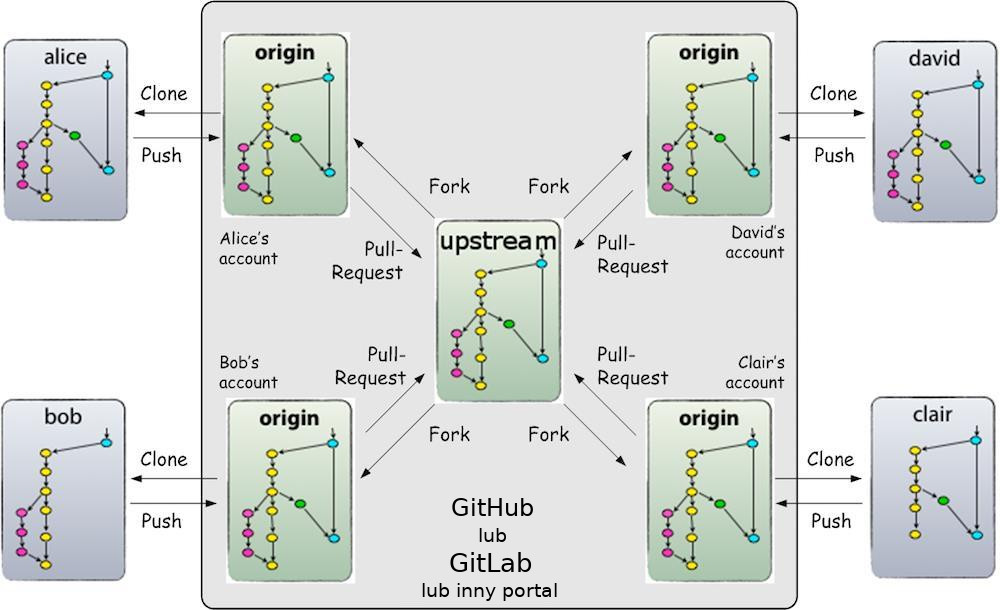 alice
origin
origin
david
Clone
Push
Clone
Push
Fork
Fork
Alice's
account
Pull-
Request
upstream
Pull-
Request
David's
account
Bob's
account
Pull-
Request
Pull-
Request
Clair's
account
bob
origin
origin
clair
Fork
Fork
Clone
Push
Clone
Push
GitHub
lub
GitLab
lub inny portal